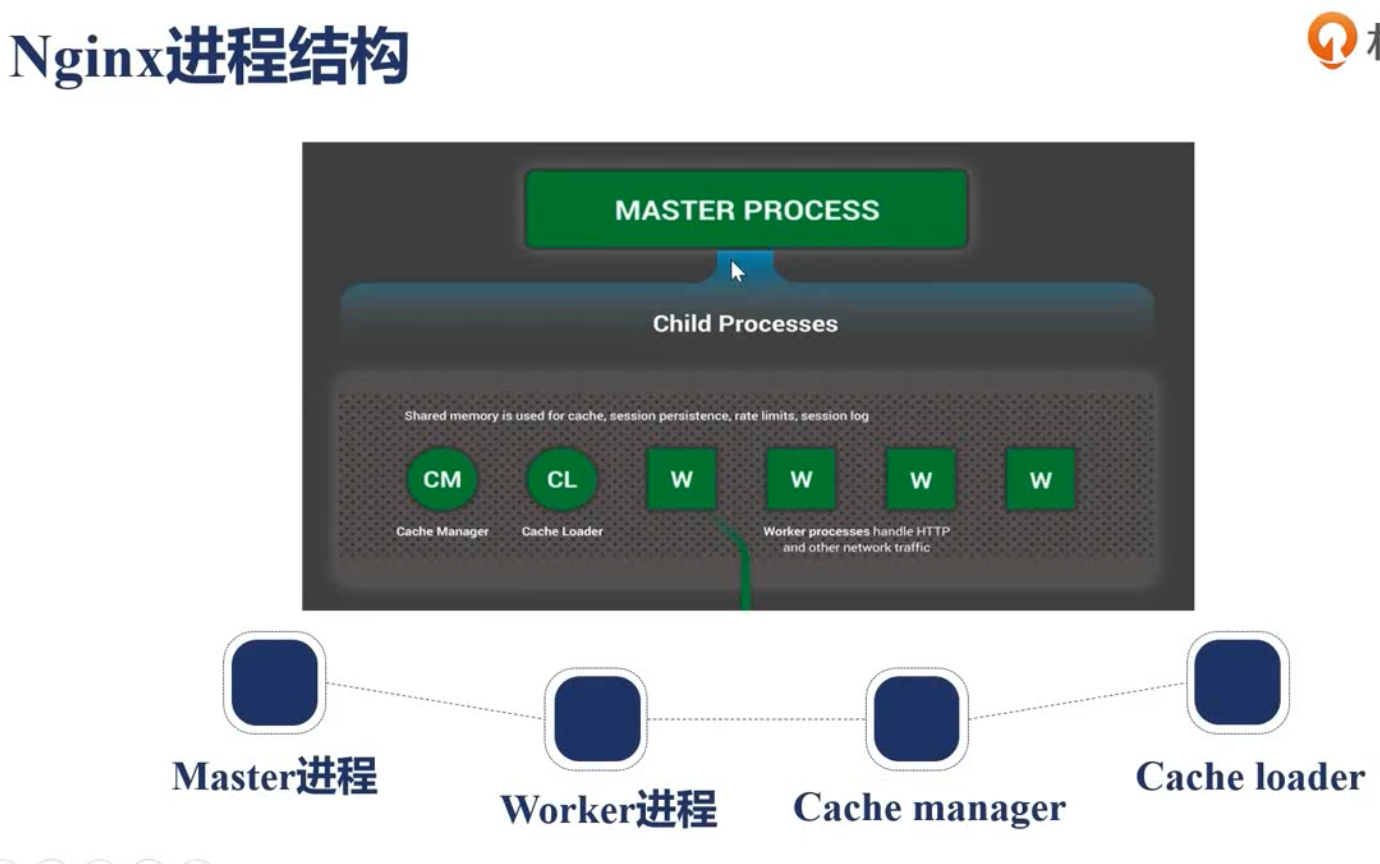 Nginx进程结构
MASTER PROCESS
Child Processes
Shared memory is used for cache, session persistence, rate limits, session log
CM
CL
W
W
W
W
Cache Manager
Cache Loader
Worker processes handle HTTP
and other network traffic
Master进程
Worker进程
Cache manager
Cache loader